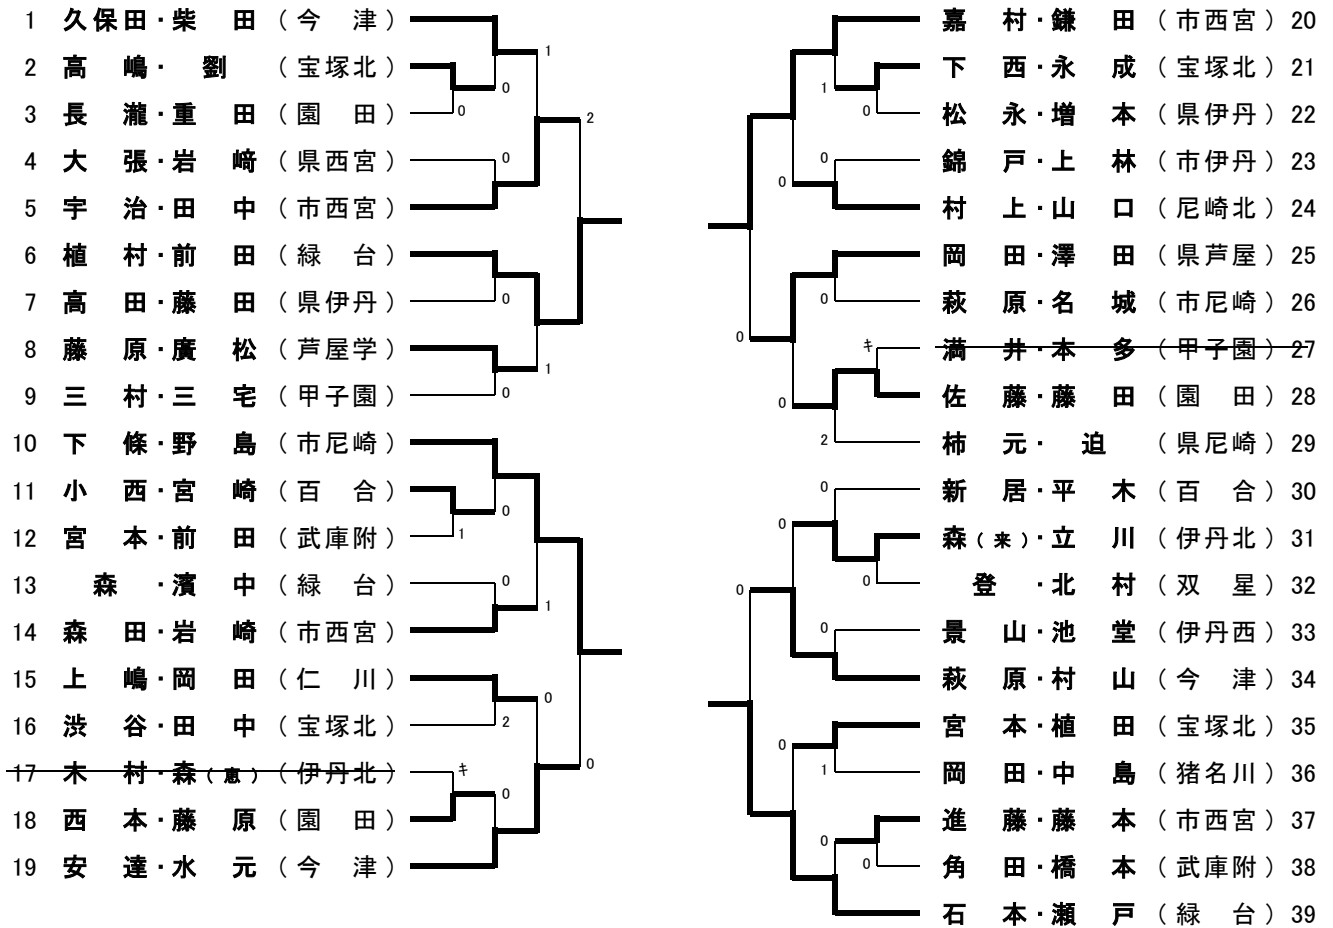 1 久保田・柴 田 （ 今 津 ）
1
2 高 嶋・ 劉 （ 宝塚北 ）
0
3 長 瀧・重 田 （ 園 田 ）
0
2
4 大 張・岩 﨑 （ 県西宮 ）
0
5 宇 治・田 中 （ 市西宮 ）
6 植 村・前 田 （ 緑 台 ）
7 高 田・藤 田 （ 県伊丹 ）
0
8 藤 原・廣 松 （ 芦屋学 ）
1
9 三 村・三 宅 （ 甲子園 ）
0
10 下 條・野 島 （ 市尼崎 ）
11 小 西・宮 崎 （ 百 合 ）
0
12 宮 本・前 田 （ 武庫附 ）
1
13 森 ・濱 中 （ 緑 台 ）
0
1
14 森 田・岩 崎 （ 市西宮 ）
15 上 嶋・岡 田 （ 仁 川 ）
0
16 渋 谷・田 中 （ 宝塚北 ）
2
17 木 村・森（ 恵 ） （ 伊丹北 ）
キ
0
18 西 本・藤 原 （ 園 田 ）
0
19 安 達・水 元 （ 今 津 ）
嘉 村・鎌 田 （ 市西宮 ） 20
下 西・永 成 （ 宝塚北 ） 21
1
松 永・増 本 （ 県伊丹 ） 22
0
錦 戸・上 林 （ 市伊丹 ） 23
0
0
村 上・山 口 （ 尼崎北 ） 24
岡 田・澤 田 （ 県芦屋 ） 25
萩 原・名 城 （ 市尼崎 ） 26
0
0
満 井・本 多 （ 甲子園 ） 27
キ
佐 藤・藤 田 （ 園 田 ） 28
0
柿 元・ 迫 （ 県尼崎 ） 29
2
新 居・平 木 （ 百 合 ） 30
0
0
森（ 来 ）・立 川 （ 伊丹北 ） 31
登 ・北 村 （ 双 星 ） 32
0
0
景 山・池 堂 （ 伊丹西 ） 33
0
萩 原・村 山 （ 今 津 ） 34
宮 本・植 田 （ 宝塚北 ） 35
0
岡 田・中 島 （ 猪名川 ） 36
1
進 藤・藤 本 （ 市西宮 ） 37
0
角 田・橋 本 （ 武庫附 ） 38
0
石 本・瀬 戸 （ 緑 台 ） 39